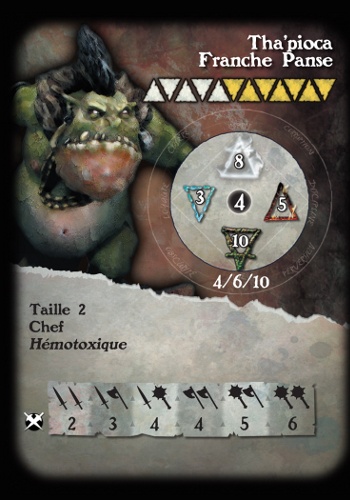 Tha'pioca
Franche Panse
8
3 4 5
10
4/6/10
Taille 2
Chef
Hémotoxique
2 3 4 4 5 6